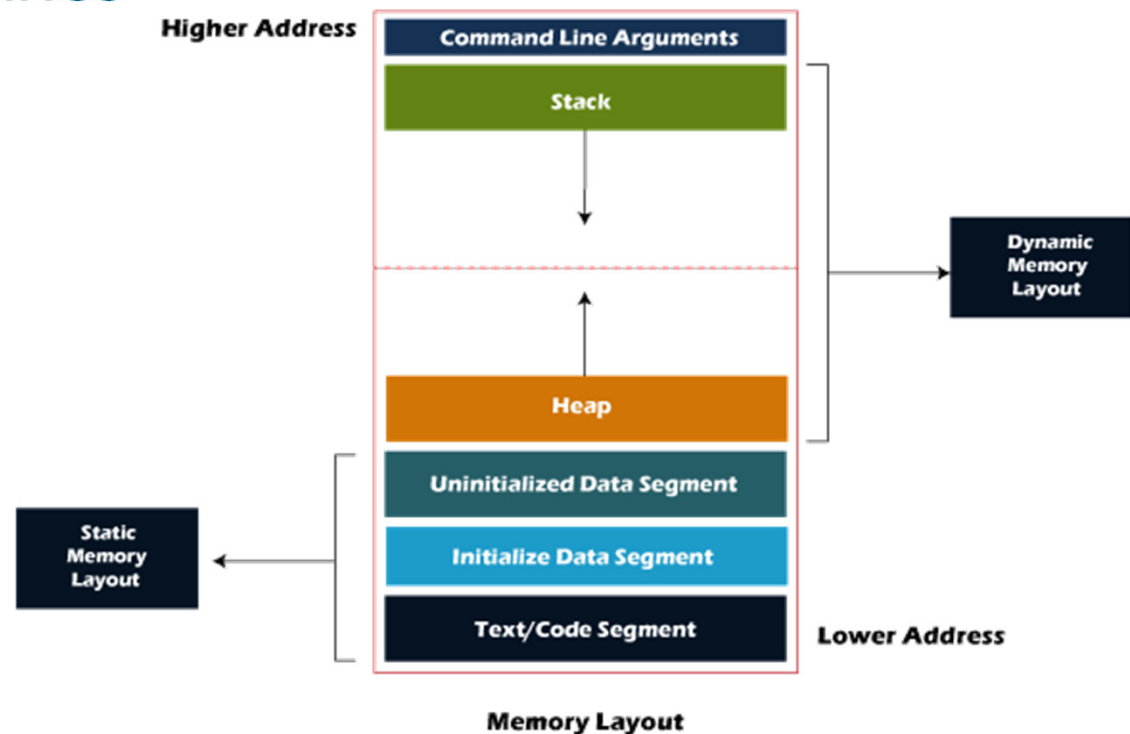 Higher Address
Command Line Arguments
Stack
Dynamic
Memory
Layout
Heap
Uninitialized Data Segment
Static
Memory
Layout
Initialize Data Segment
Text/Code Segment
Lower Address
Memory Layout